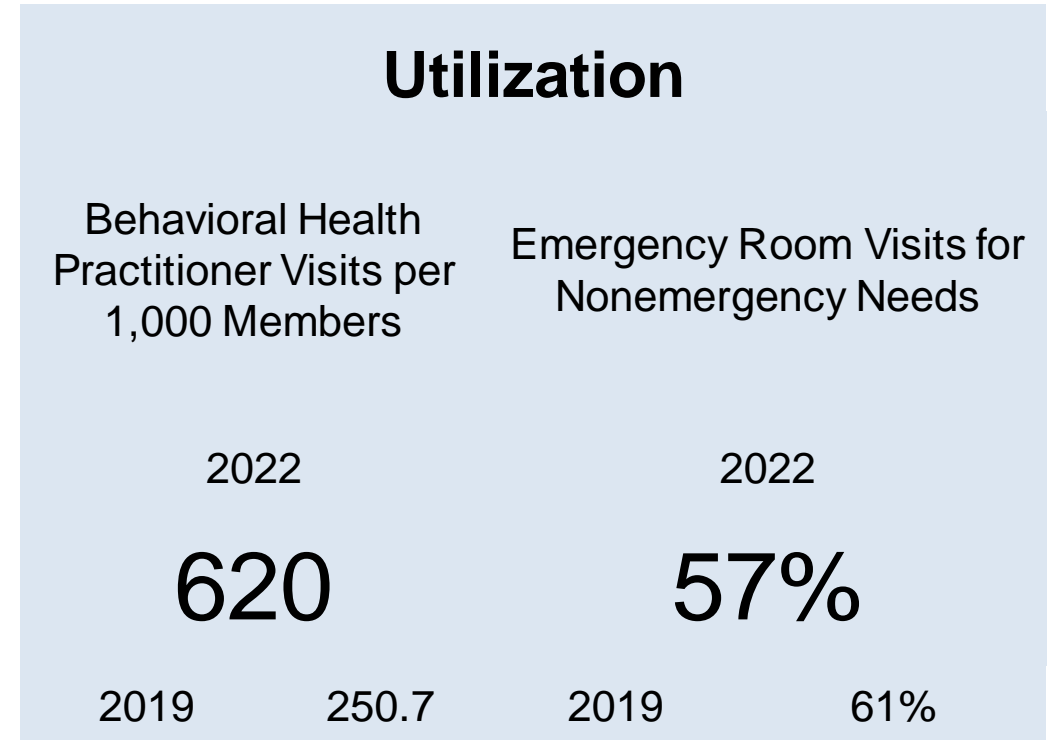 Utilization
Behavioral Health
Practitioner Visits per
1,000 Members
Emergency Room Visits for
Nonemergency Needs
2022
2022
620
57%
2019 250.7 2019 61%